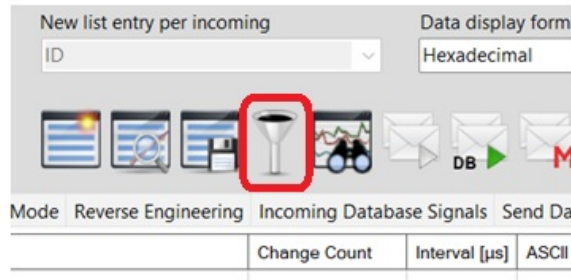 New list entry per incoming
Data display form
ID
Hexadecimal
DB
M
Mode Reverse Engineering Incoming Database Signals Send Da
Change Count Interval [µs] ASCII